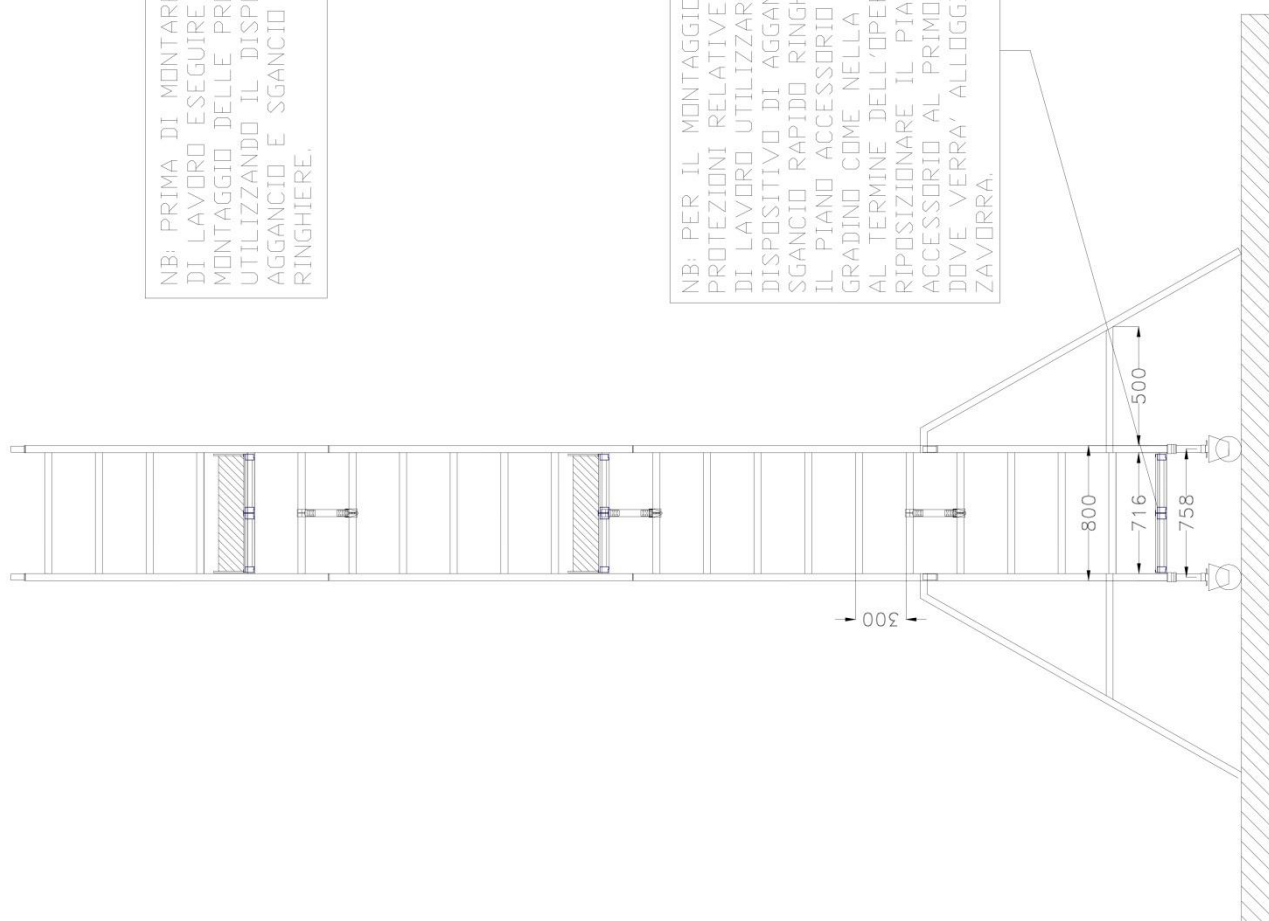 NB: PRIMA DI MONTARE
DI LAVORO ESEGUIRE
MONTAGGIO DELLE PRE
UTILIZZANDO IL DISP
AGGANCIO E SGANCIO
RINGHIERE.
NB: PER IL MONTAGGIO
PROTEZIONI RELATIVE
DI LAVORO UTILIZZAR
DISPOSITIVO DI AGGAN
SGANCIO RAPIDO RINGH
IL PIANO ACCESSORIO
GRADINO COME NELLA
AL TERMINE DELL'OPER
RIPOSIZIONARE IL PIA
ACCESSORIO AL PRIMO
DOVE VERRA' ALLOGG
ZAVORRA.
300
500
800
716
758